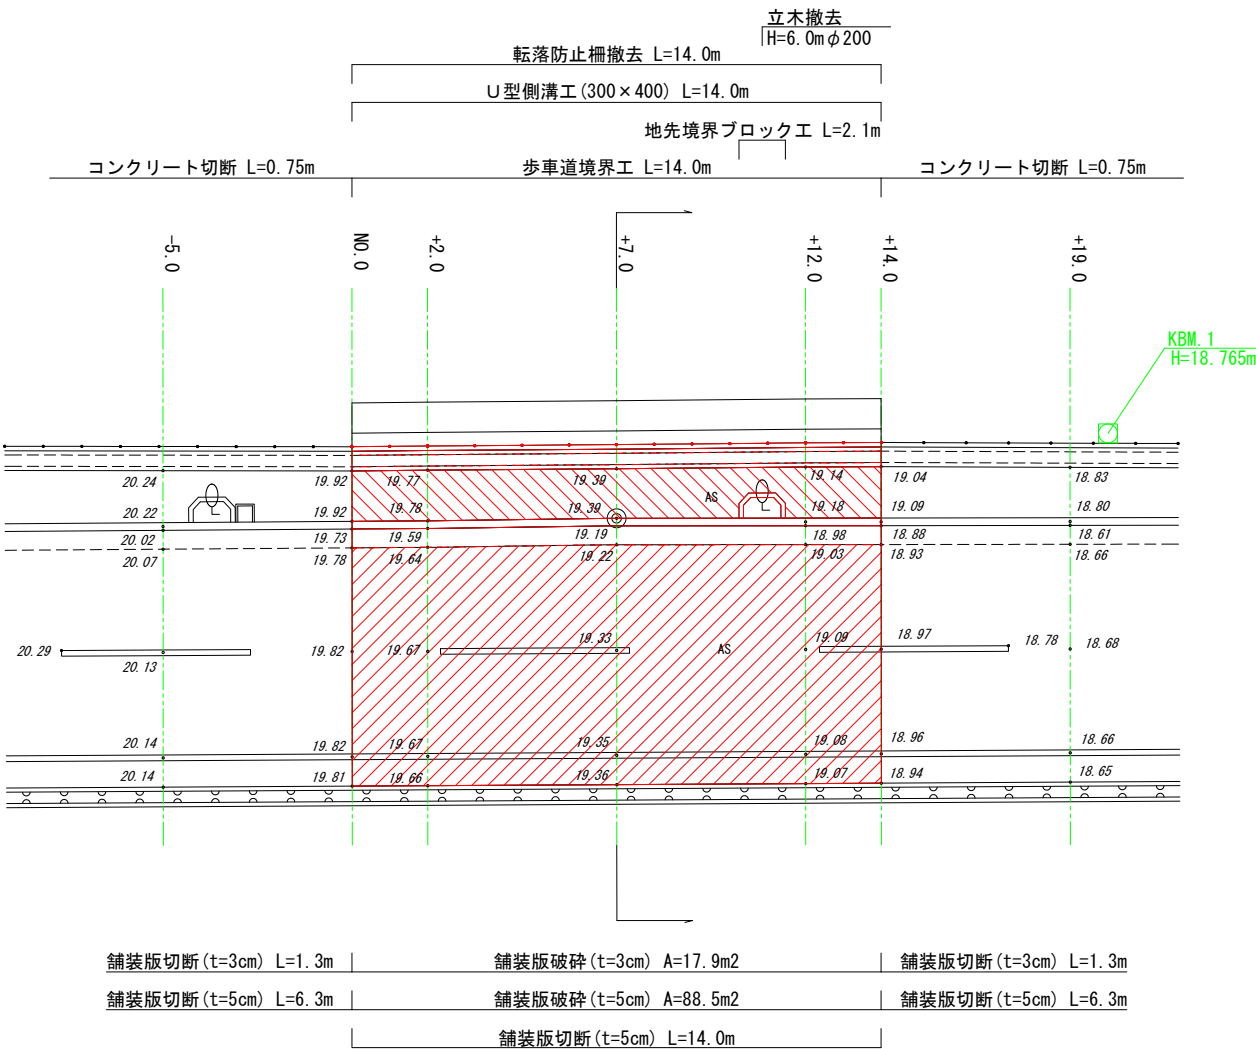 立木撤去
H=6.0mφ200
転落防止柵撤去 L=14.0m
U型側溝工(300×400) L=14.0m
地先境界ブロック工 L=2.1m
コンクリート切断 L=0.75m
歩車道境界工 L=14.0m
コンクリート切断 L=0.75m
-5.0
NO.0
+2.0
+7.0
+12.0
+14.0
+19.0
KBM.1
H=18.765m
20.24 19.92 19.77 19.39 19.14 19.04 18.83
AS
20.22 19.92 19.78 19.39 19.18 19.09 18.80
20.02 19.73 19.59 19.19 18.98 18.88 18.61
20.07 19.78 19.64 19.22 19.03 18.93 18.66
20.29 20.13 19.82 19.67 19.33 19.09 18.97 18.78 18.68
AS
20.14 19.82 19.67 19.35 19.08 18.96 18.66
20.14 19.81 19.66 19.36 19.07 18.94 18.65
舗装版切断(t=3cm) L=1.3m
舗装版破砕(t=3cm) A=17.9m2
舗装版切断(t=3cm) L=1.3m
舗装版切断(t=5cm) L=6.3m
舗装版破砕(t=5cm) A=88.5m2
舗装版切断(t=5cm) L=6.3m
舗装版切断(t=5cm) L=14.0m